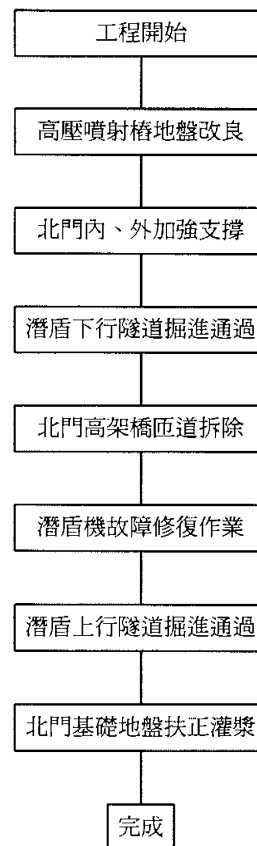 工程開始
高壓噴射樁地盤改良
北門內、外加強支撐
潛盾下行隧道掘進通過
北門高架橋匝道拆除
潛盾機故障修復作業
潛盾上行隧道掘進通過
北門基礎地盤扶正灌漿
完成